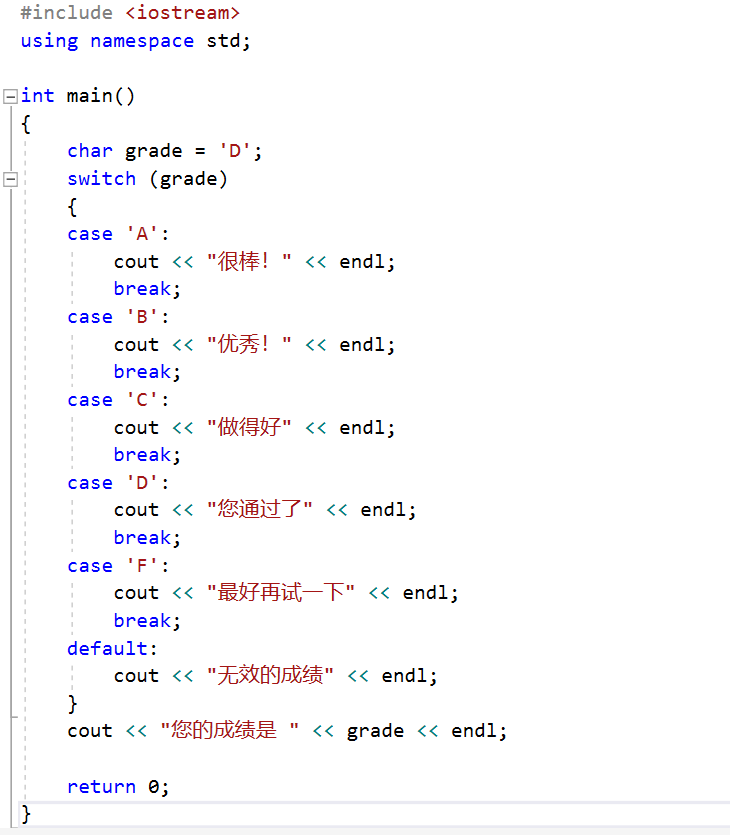 #include <iostream>
using namespace std;
int main()
{
    char grade = 'D';
    switch (grade)
    {
    case 'A':
        cout << "很棒！" << endl;
        break;
    case 'B':
        cout << "优秀！" << endl;
        break;
    case 'C':
        cout << "做得好" << endl;
        break;
    case 'D':
        cout << "您通过了" << endl;
        break;
    case 'F':
        cout << "最好再试一下" << endl;
        break;
    default:
        cout << "无效的成绩" << endl;
    }
    cout << "您的成绩是 " << grade << endl;
    return 0;
}